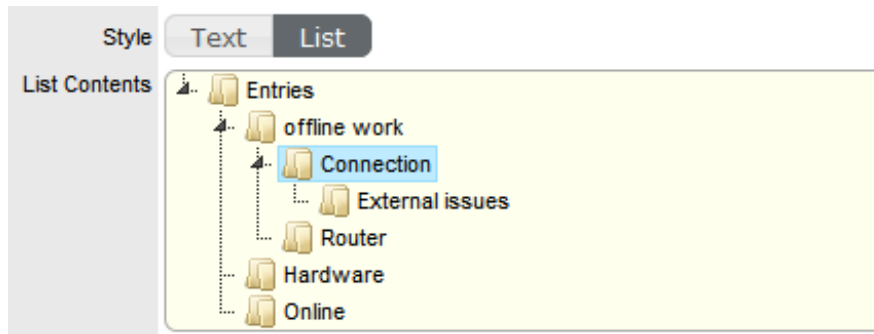 Style Text List
List Contents Entries
offline work
Connection
External issues
Router
Hardware
Online